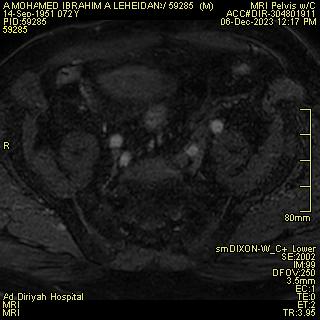 A MOHAMED IBRAHIM A LEHEIDAN:/ 59285 (M)
14-Sep-1951 072Y
PID:59285
59285
MRI Pelvis w/C
ACC#DIR-304801911
06-Dec-2023 12:17 PM
R
80mm
smDIXON-W_C+ Lower
SE:2002
IM:99
DFOV:250
3.5mm
EC:1
TE:0
ET:2
TR:3.95
Ad Diriyah Hospital
MRI
MRI